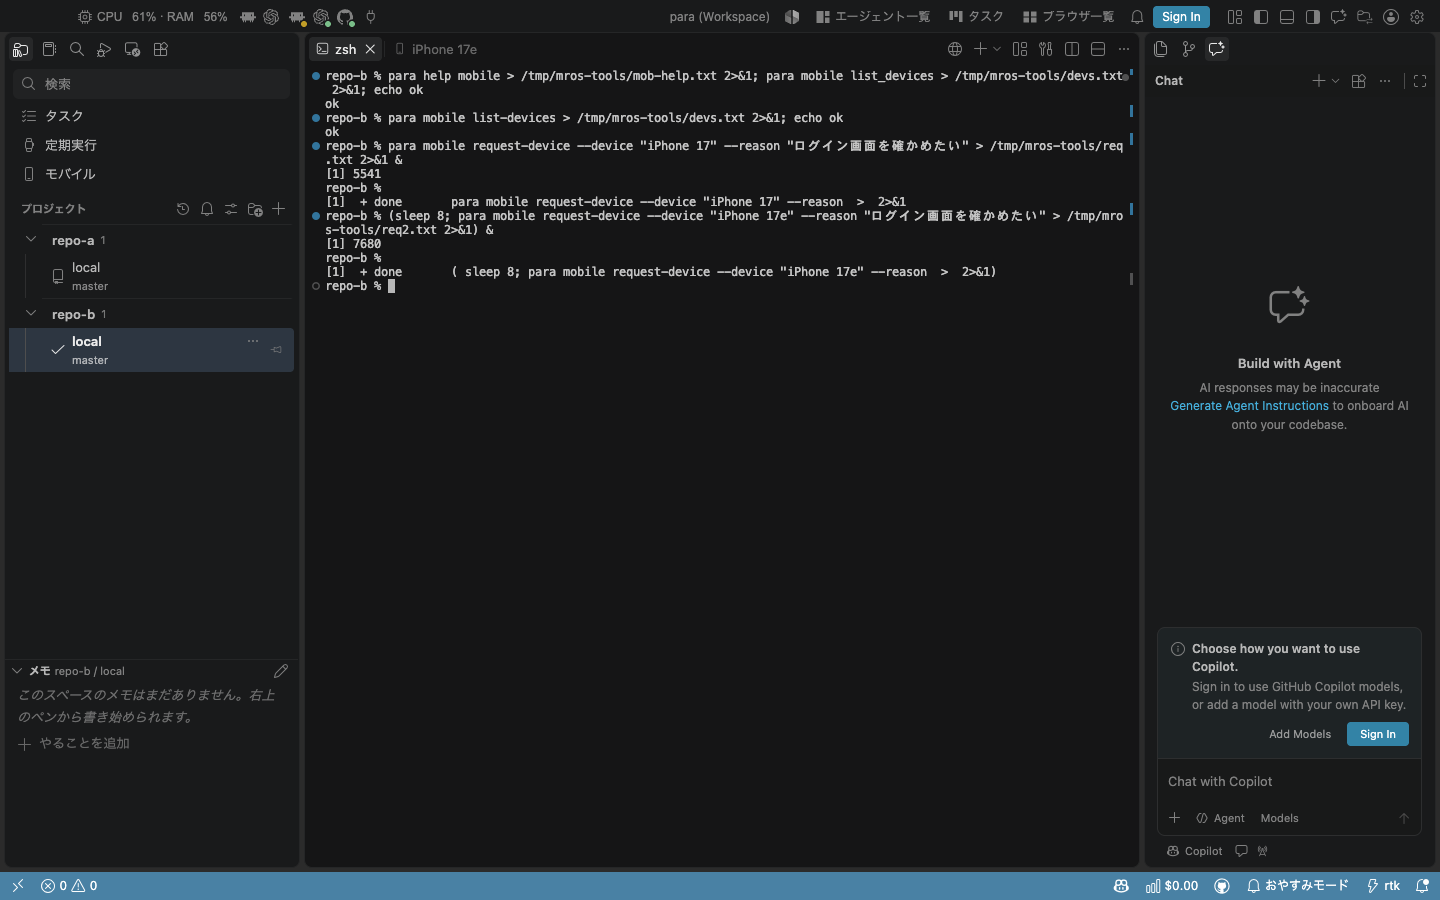 CPU 61% · RAM 56%
para (Workspace)
エージェント一覧
タスク
ブラウザ一覧
Sign In
検索
タスク
定期実行
モバイル
プロジェクト
repo-a 1
local
master
repo-b 1
local
master
メモ repo-b / local
このスペースのメモはまだありません。右上
のペンから書き始められます。
やることを追加
zsh
iPhone 17e
repo-b % para help mobile > /tmp/mros-tools/mob-help.txt 2>&1; para mobile list_devices > /tmp/mros-tools/devs.txt
2>&1; echo ok
ok
repo-b % para mobile list-devices > /tmp/mros-tools/devs.txt 2>&1; echo ok
ok
repo-b % para mobile request-device --device "iPhone 17" --reason "ログイン画面を確かめたい" > /tmp/mros-tools/req
.txt 2>&1 &
[1] 5541
repo-b %
[1]  + done       para mobile request-device --device "iPhone 17" --reason  >  2>&1
repo-b % (sleep 8; para mobile request-device --device "iPhone 17e" --reason "ログイン画面を確かめたい" > /tmp/mro
s-tools/req2.txt 2>&1) &
[1] 7680
repo-b %
[1]  + done       ( sleep 8; para mobile request-device --device "iPhone 17e" --reason  >  2>&1)
repo-b %
Chat
Build with Agent
AI responses may be inaccurate
Generate Agent Instructions to onboard AI
onto your codebase.
Choose how you want to use
Copilot.
Sign in to use GitHub Copilot models,
or add a model with your own API key.
Add Models
Sign In
Chat with Copilot
Agent
Models
Copilot
0
0
$0.00
おやすみモード
rtk